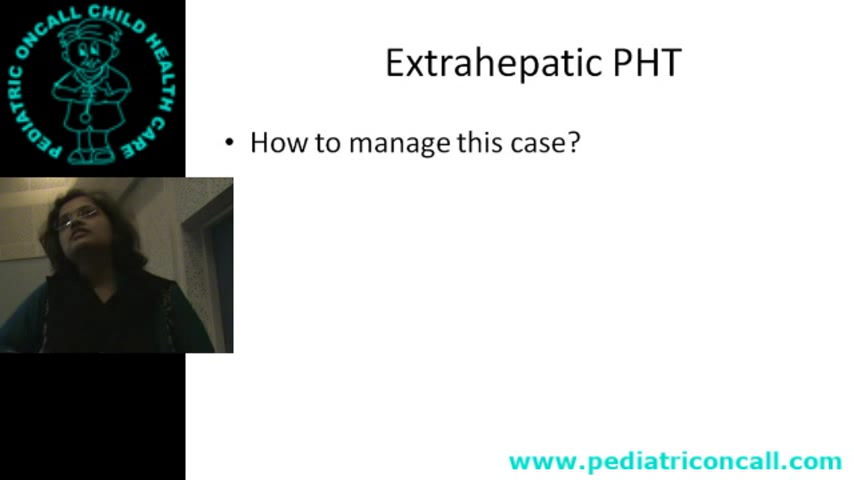 PEDIATRIC ONCALL CHILD HEALTH CARE
Extrahepatic PHT
• How to manage this case?
www.pediatriconcall.com